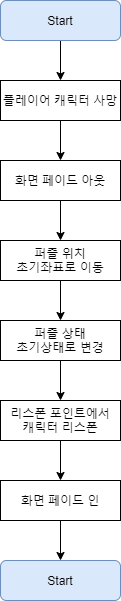 Start
플레이어 캐릭터 사망
화면 페이드 아웃
퍼즐 위치
초기좌표로 이동
퍼즐 상태
초기상태로 변경
리스폰 포인트에서
캐릭터 리스폰
화면 페이드 인
Start